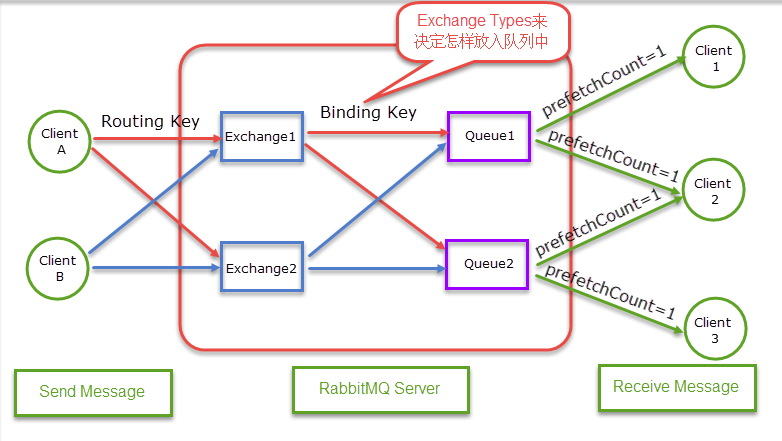 Exchange Types来
决定怎样放入队列中
Client
1
prefetchCount=1
Routing Key
Binding Key
Client
A
Exchange1
Queue1
prefetchCount=1
Client
2
prefetchCount=1
Client
B
Exchange2
Queue2
prefetchCount=1
Client
3
Send Message
RabbitMQ Server
Receive Message